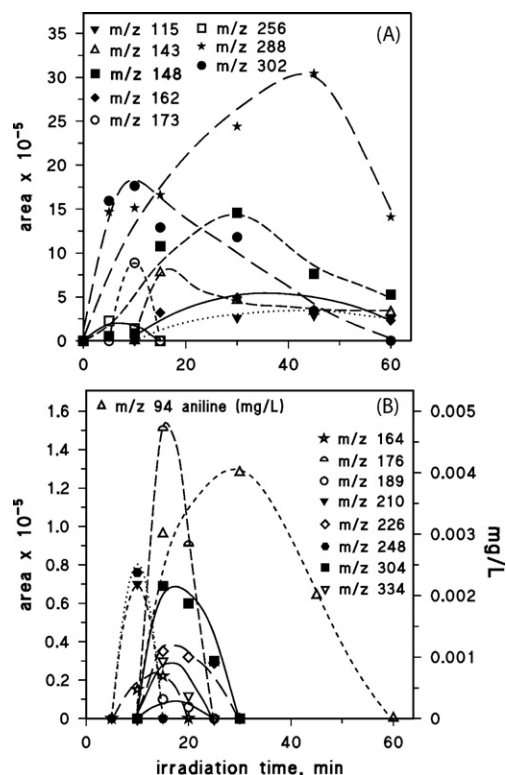 (A)
m/z 115
m/z 143
m/z 148
m/z 162
m/z 173
m/z 256
m/z 288
m/z 302
35
30
25
20
15
10
5
0
area x 10⁻⁵
0 20 40 60
(B)
m/z 94 aniline (mg/L)
m/z 164
m/z 176
m/z 189
m/z 210
m/z 226
m/z 248
m/z 304
m/z 334
1.6
1.4
1.2
1.0
0.8
0.6
0.4
0.2
0
area x 10⁻⁵
0.005
0.004
0.003
0.002
0.001
0.000
mg/L
0 20 40 60
irradiation time, min